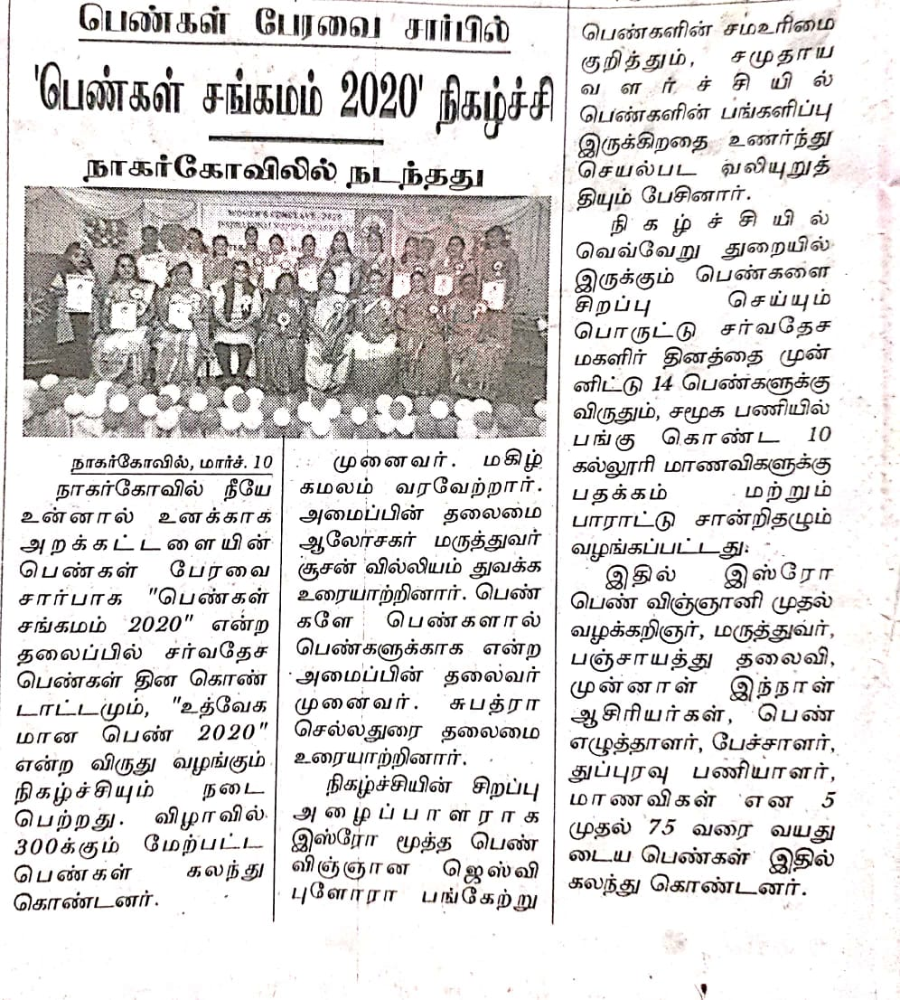 பெண்கள் பேரவை சார்பில்
'பெண்கள் சங்கமம் 2020' நிகழ்ச்சி
நாகர்கோவிலில் நடந்தது
WOMEN'S CONCLAVE 2020
நாகர்கோவில், மார்ச். 10
நாகர்கோவில் நீயே
உன்னால் உனக்காக
அறக்கட்டளையின்
பெண்கள் பேரவை
சார்பாக "பெண்கள்
சங்கமம் 2020" என்ற
தலைப்பில் சர்வதேச
பெண்கள் தின கொண்
டாட்டமும், "உத்வேக
மான பெண் 2020"
என்ற விருது வழங்கும்
நிகழ்ச்சியும் நடை
பெற்றது. விழாவில்
300க்கும் மேற்பட்ட
பெண்கள் கலந்து
கொண்டனர்.
முனைவர். மகிழ்
கமலம் வரவேற்றார்.
அமைப்பின் தலைமை
ஆலோசகர் மருத்துவர்
சூசன் வில்லியம் துவக்க
உரையாற்றினார். பெண்
களே பெண்களால்
பெண்களுக்காக என்ற
அமைப்பின் தலைவர்
முனைவர். சுபத்ரா
செல்லதுரை தலைமை
உரையாற்றினார்.
நிகழ்ச்சியின் சிறப்பு
அழைப்பாளராக
இஸ்ரோ மூத்த பெண்
விஞ்ஞான ஜெஸ்வி
புளோரா பங்கேற்று
பெண்களின் சமஉரிமை
குறித்தும், சமுதாய
வளர்ச்சியில்
பெண்களின் பங்களிப்பு
இருக்கிறதை உணர்ந்து
செயல்பட வலியுறுத்
தியும் பேசினார்.
நிகழ்ச்சியில்
வெவ்வேறு துறையில்
இருக்கும் பெண்களை
சிறப்பு செய்யும்
பொருட்டு சர்வதேச
மகளிர் தினத்தை முன்
னிட்டு 14 பெண்களுக்கு
விருதும், சமூக பணியில்
பங்கு கொண்ட 10
கல்லூரி மாணவிகளுக்கு
பதக்கம் மற்றும்
பாராட்டு சான்றிதழும்
வழங்கப்பட்டது.
இதில் இஸ்ரோ
பெண் விஞ்ஞானி முதல்
வழக்கறிஞர், மருத்துவர்,
பஞ்சாயத்து தலைவி,
முன்னாள் இந்நாள்
ஆசிரியர்கள், பெண்
எழுத்தாளர், பேச்சாளர்,
துப்புரவு பணியாளர்,
மாணவிகள் என 5
முதல் 75 வரை வயது
டைய பெண்கள் இதில்
கலந்து கொண்டனர்.